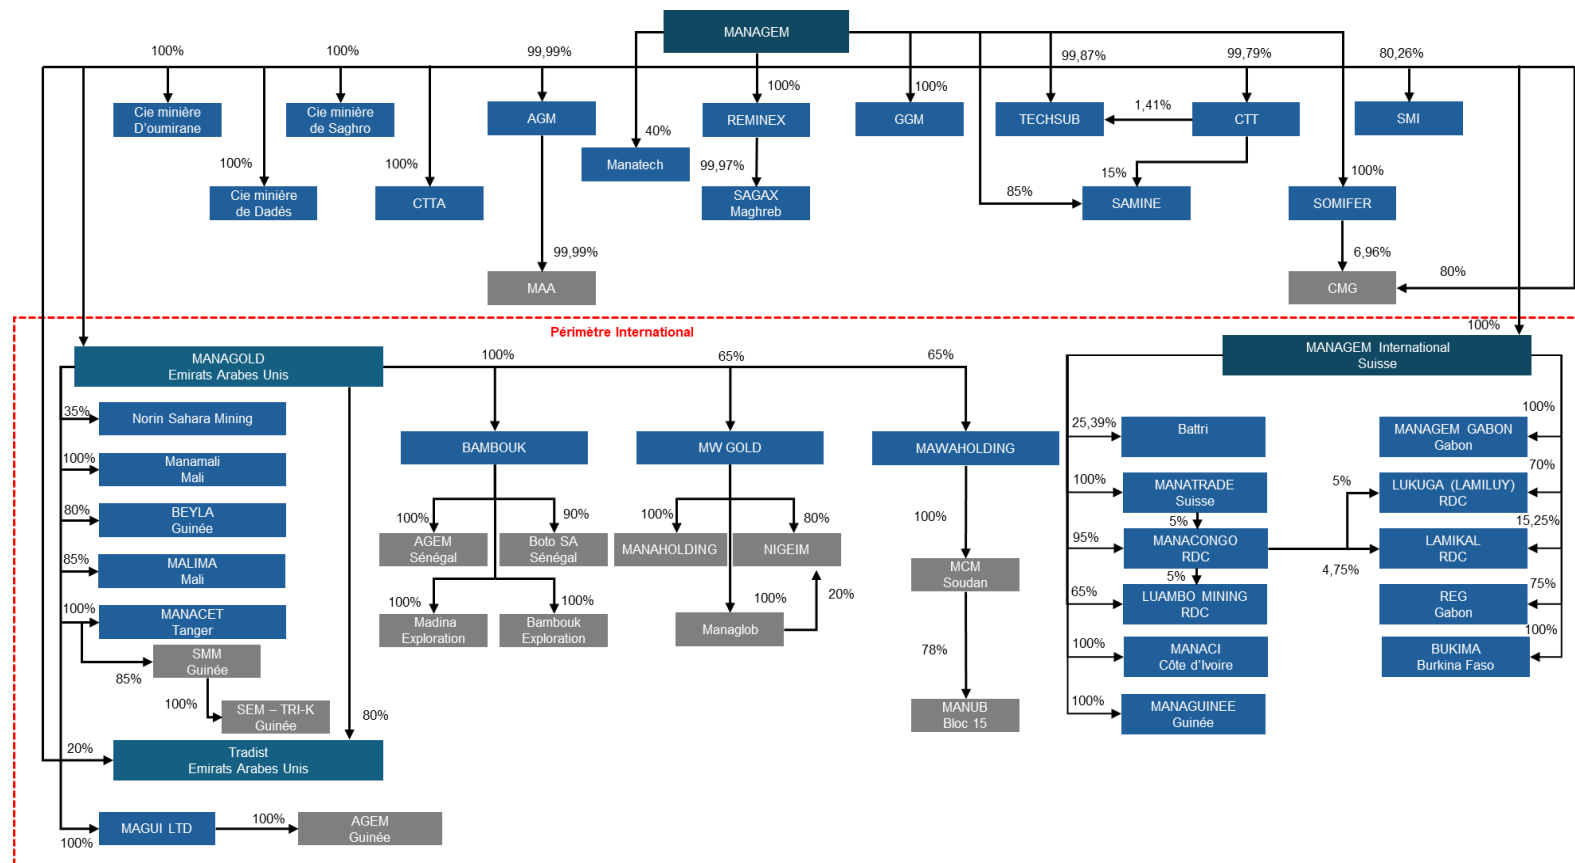 MANAGEM
100%
100%
99,99%
99,87%
99,79%
80,26%
100%
100%
Cie minière
D'oumirane
Cie minière
de Saghro
AGM
REMINEX
GGM
TECHSUB
1,41%
CTT
SMI
40%
Manatech
99,97%
100%
100%
15%
100%
85%
Cie minière
de Dadès
CTTA
SAGAX
Maghreb
SAMINE
SOMIFER
99,99%
6,96%
80%
MAA
CMG
Périmètre International
100%
MANAGOLD
Emirats Arabes Unis
100%
65%
65%
MANAGEM International
Suisse
35%
Norin Sahara Mining
100%
Manamali
Mali
80%
BEYLA
Guinée
85%
MALIMA
Mali
100%
MANACET
Tanger
SMM
Guinée
85%
100%
SEM – TRI-K
Guinée
80%
20%
Tradist
Emirats Arabes Unis
MAGUI LTD
100%
100%
AGEM
Guinée
BAMBOUK
100%
90%
AGEM
Sénégal
Boto SA
Sénégal
100%
100%
Madina
Exploration
Bambouk
Exploration
MW GOLD
100%
80%
MANAHOLDING
NIGEIM
100%
20%
Managlob
MAWAHOLDING
100%
MCM
Soudan
78%
MANUB
Bloc 15
25,39%
Battri
100%
MANATRADE
Suisse
5%
95%
MANACONGO
RDC
5%
65%
LUAMBO MINING
RDC
100%
MANACI
Côte d'Ivoire
100%
MANAGUINEE
Guinée
5%
4,75%
100%
MANAGEM GABON
Gabon
70%
LUKUGA (LAMILUY)
RDC
15,25%
LAMIKAL
RDC
75%
REG
Gabon
100%
BUKIMA
Burkina Faso